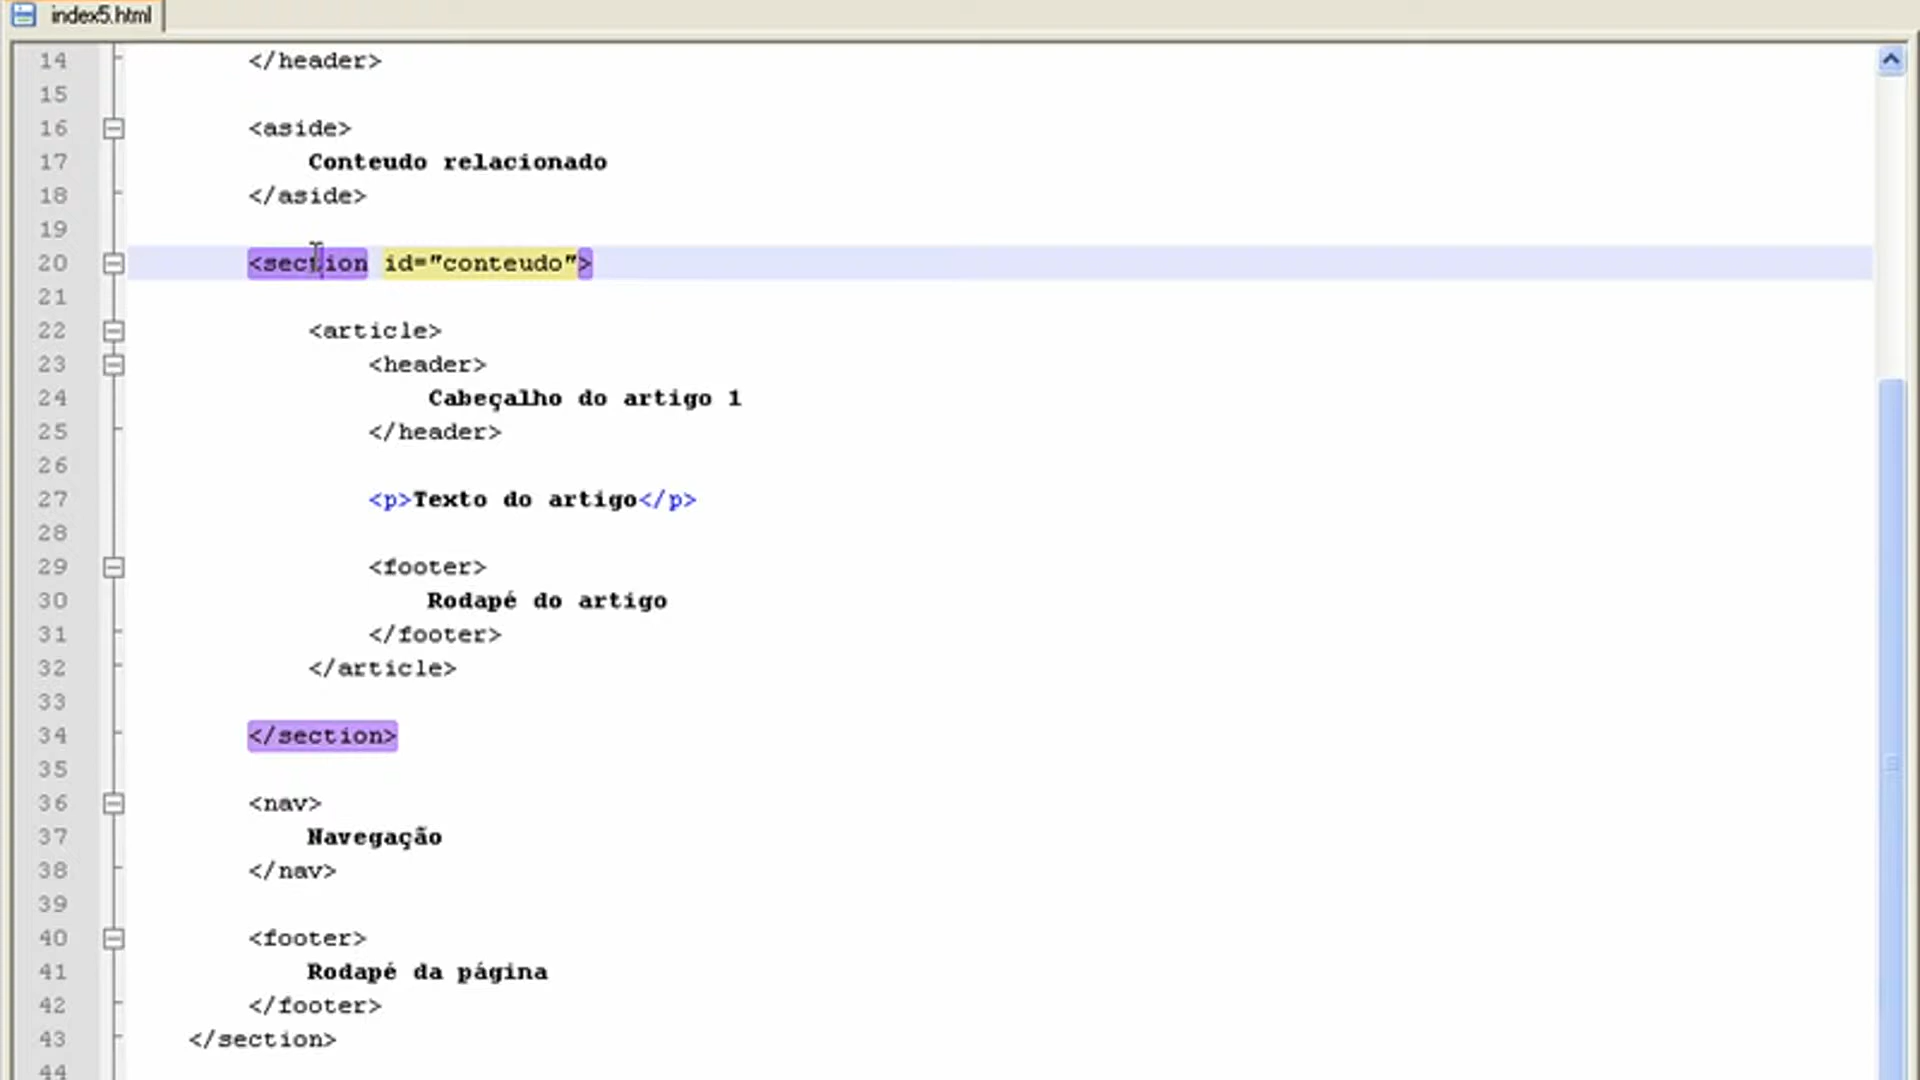 index5.html
14 </header>
15
16 <aside>
17 Conteudo relacionado
18 </aside>
19
20 <section id="conteudo">
21
22 <article>
23 <header>
24 Cabeçalho do artigo 1
25 </header>
26
27 <p>Texto do artigo</p>
28
29 <footer>
30 Rodapé do artigo
31 </footer>
32 </article>
33
34 </section>
35
36 <nav>
37 Navegação
38 </nav>
39
40 <footer>
41 Rodapé da página
42 </footer>
43 </section>
44